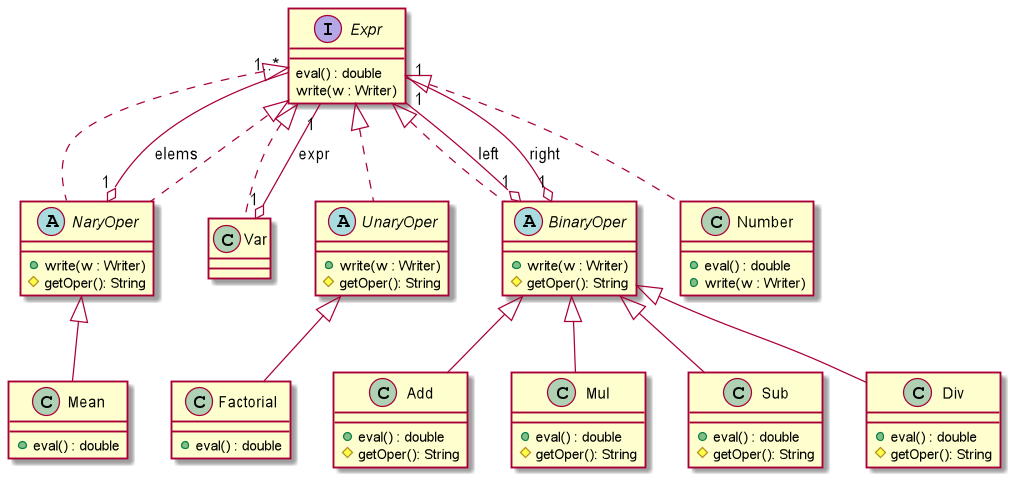 I Expr
eval() : double
write(w : Writer)
1..*
1
1
1
elems
expr
left
right
1
1
1
1
A NaryOper
write(w : Writer)
getOper(): String
C Var
A UnaryOper
write(w : Writer)
getOper(): String
A BinaryOper
write(w : Writer)
getOper(): String
C Number
eval() : double
write(w : Writer)
C Mean
eval() : double
C Factorial
eval() : double
C Add
eval() : double
getOper(): String
C Mul
eval() : double
getOper(): String
C Sub
eval() : double
getOper(): String
C Div
eval() : double
getOper(): String